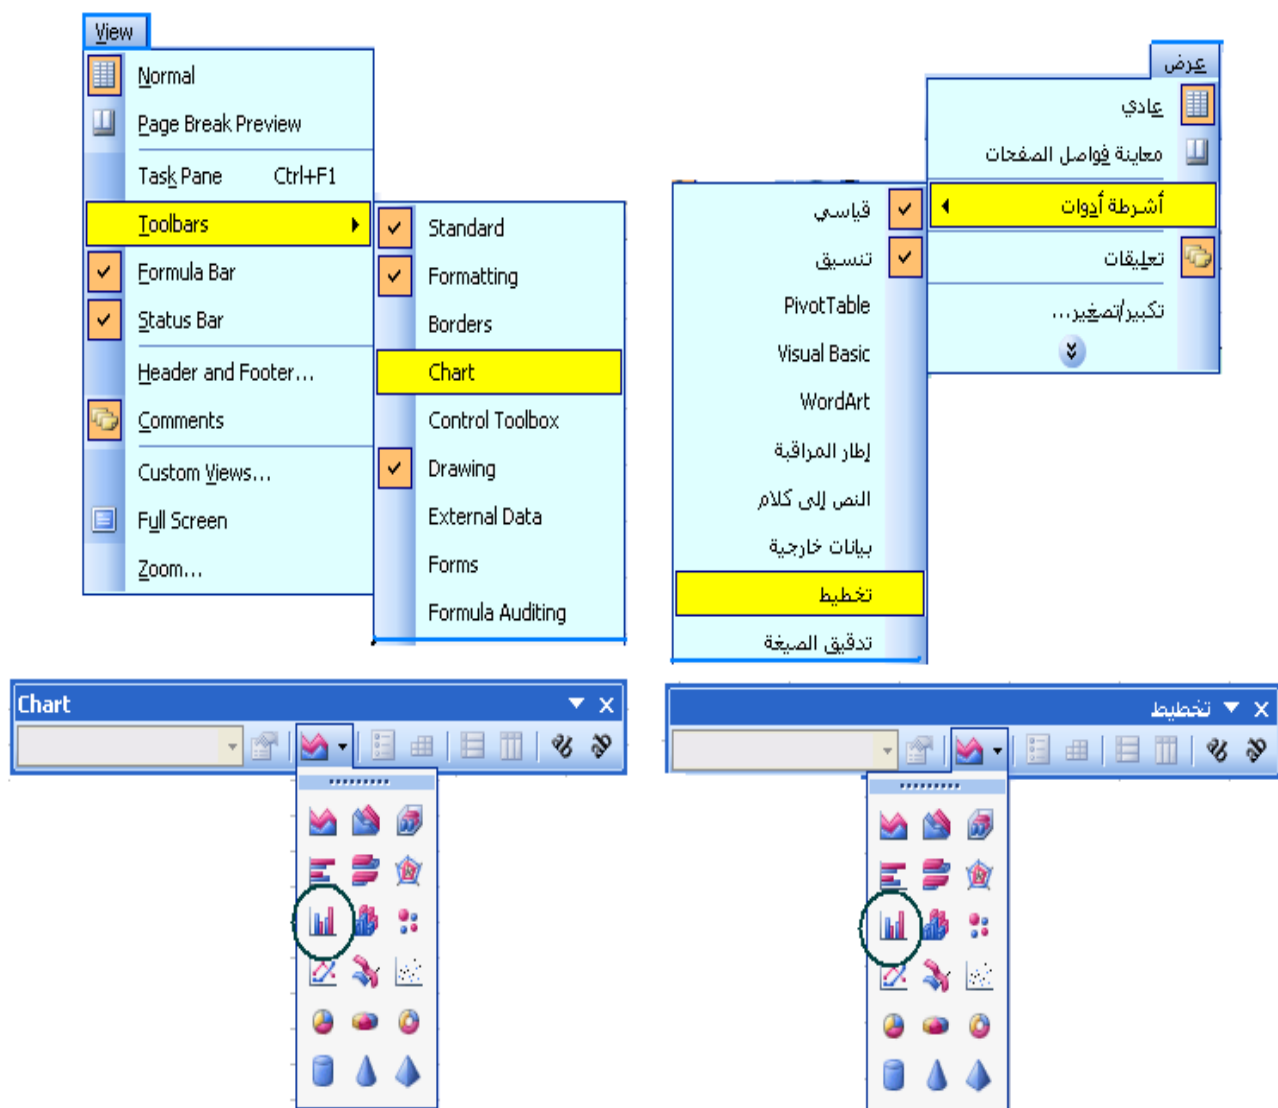 View
Normal
Page Break Preview
Task Pane Ctrl+F1
Toolbars
Formula Bar
Status Bar
Header and Footer...
Comments
Custom Views...
Full Screen
Zoom...
Standard
Formatting
Borders
Chart
Control Toolbox
Drawing
External Data
Forms
Formula Auditing
عرض
عادي
معاينة فواصل الصفحات
أشرطة أدوات
تعليقات
تكبير/تصغير...
قياسي
تنسيق
PivotTable
Visual Basic
WordArt
إطار المراقبة
النص إلى كلام
بيانات خارجية
تخطيط
تدقيق الصيغة
Chart
تخطيط